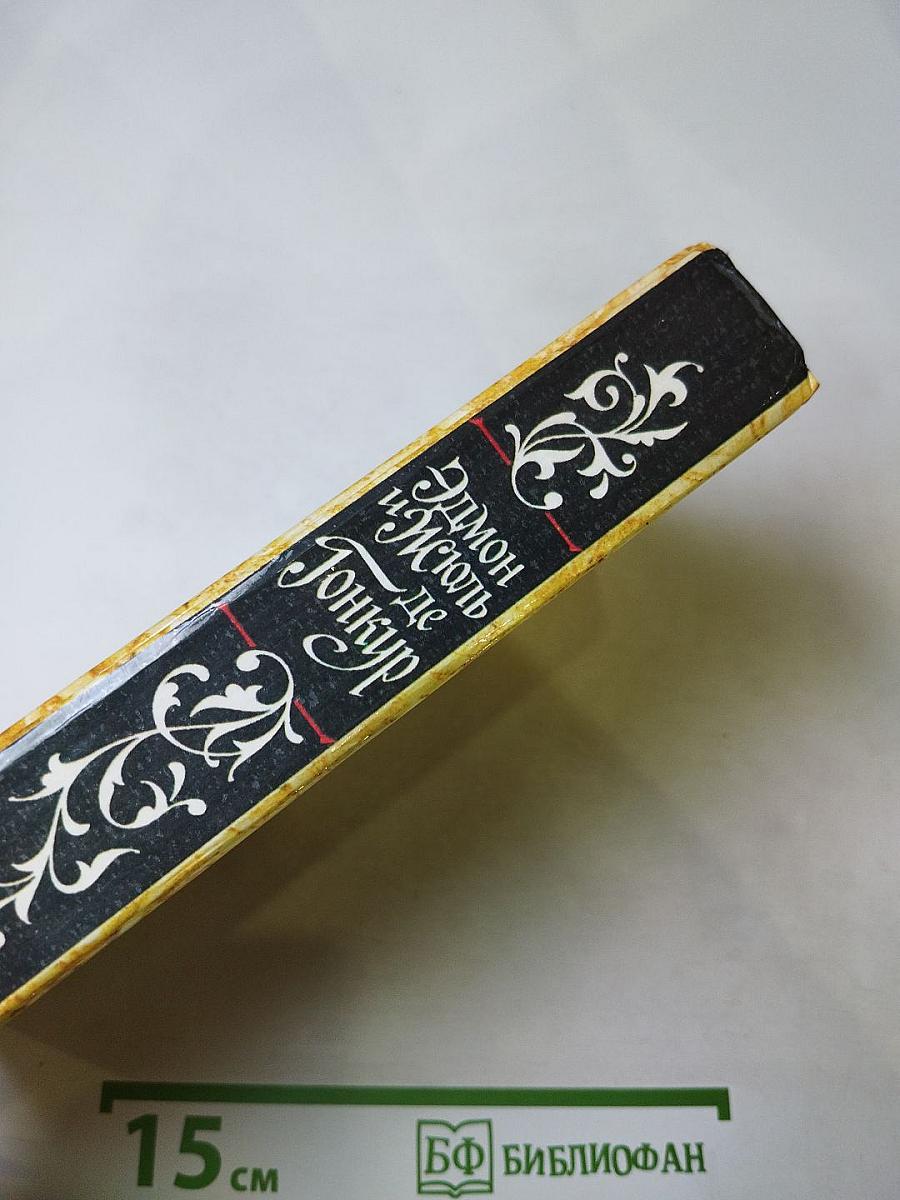 Эдмон
и Жюль
де
Гонкур
15 см
БФ БИБЛИОФАН